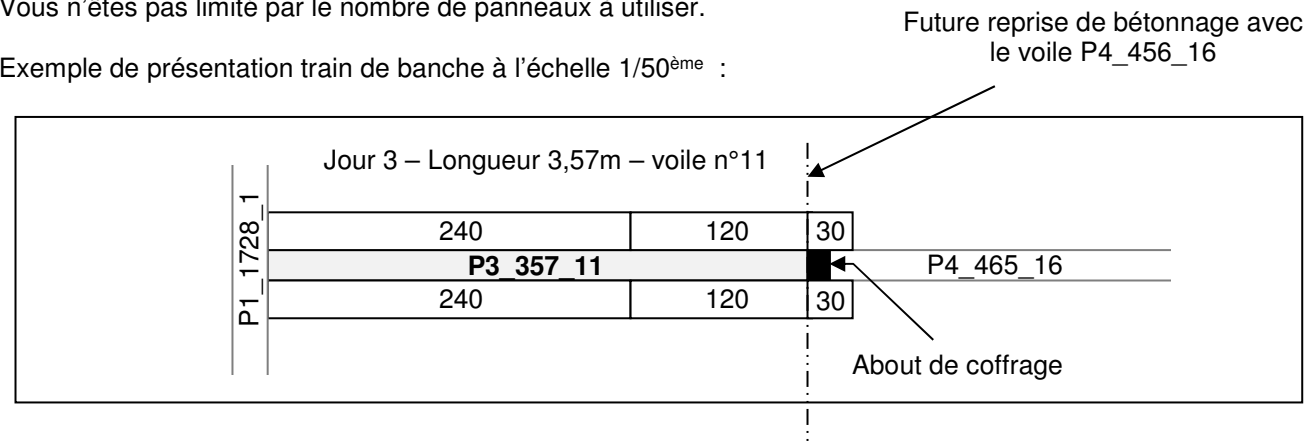 Vous n'êtes pas limité par le nombre de panneaux à utiliser.
Future reprise de bétonnage avec
le voile P4_456_16
Exemple de présentation train de banche à l'échelle 1/50ème :
Jour 3 – Longueur 3,57m – voile n°11
P1_1728_1
240
120
30
P3_357_11
P4_465_16
240
120
30
About de coffrage